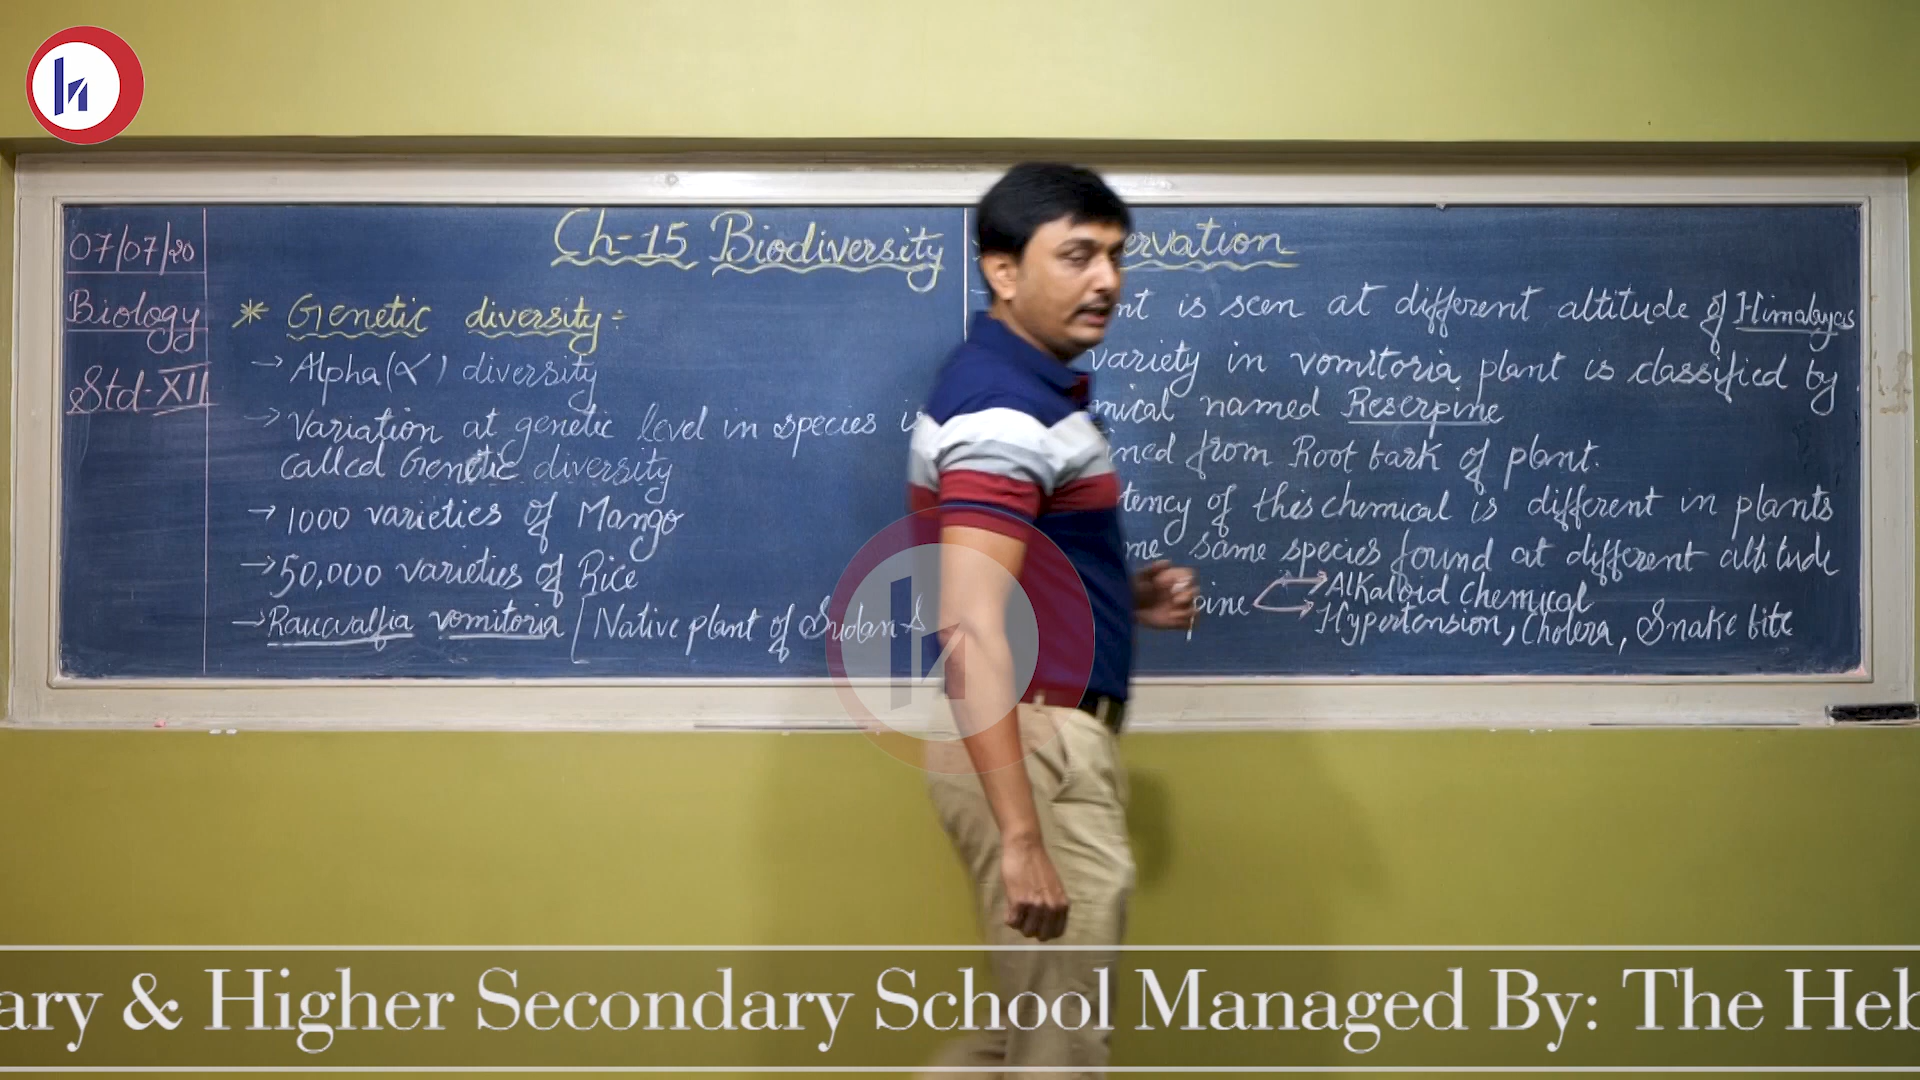 07/07/20
Biology
Std-XII
Ch-15 Biodiversity
ervation
* Genetic diversity:-
→ Alpha(α) diversity
→ Variation at genetic level in species is
called Genetic diversity
→ 1000 varieties of Mango
→ 50,000 varieties of Rice
→ Rauwalfia vomitoria [Native plant of Sudan
nt is seen at different altitude of Himalayas
variety in vomitoria plant is classified by
mical named Reserpine
ined from Root bark of plant.
tency of this chemical is different in plants
me same species found at different altitude
pine → Alkaloid Chemical
→ Hypertension, Cholera, Snake bite
ary & Higher Secondary School Managed By: The Heb